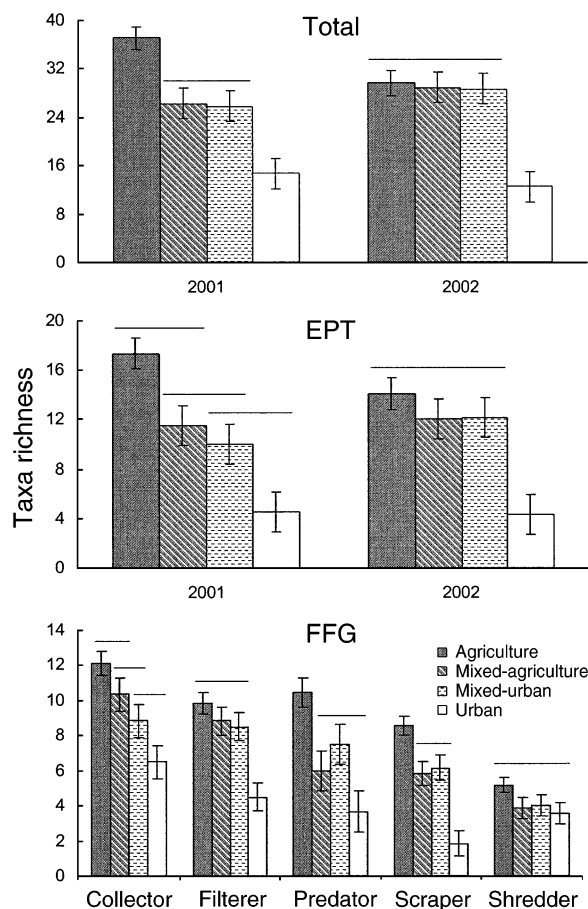 Total
40
32
24
16
8
0
2001 2002
EPT
20
16
12
8
4
0
2001 2002
Taxa richness
FFG
14
12
10
8
6
4
2
0
Agriculture
Mixed-agriculture
Mixed-urban
Urban
Collector Filterer Predator Scraper Shredder